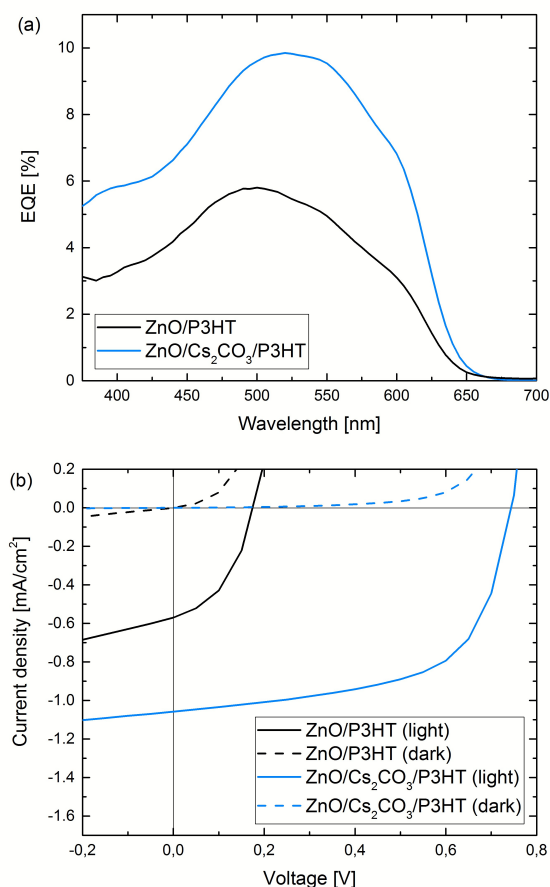 (a)
10
8
6
4
2
0
EQE [%]
ZnO/P3HT
ZnO/Cs₂CO₃/P3HT
400 450 500 550 600 650 700
Wavelength [nm]
(b)
0.2
0.0
-0.2
-0.4
-0.6
-0.8
-1.0
-1.2
-1.4
-1.6
Current density [mA/cm²]
ZnO/P3HT (light)
ZnO/P3HT (dark)
ZnO/Cs₂CO₃/P3HT (light)
ZnO/Cs₂CO₃/P3HT (dark)
-0,2 0,0 0,2 0,4 0,6 0,8
Voltage [V]